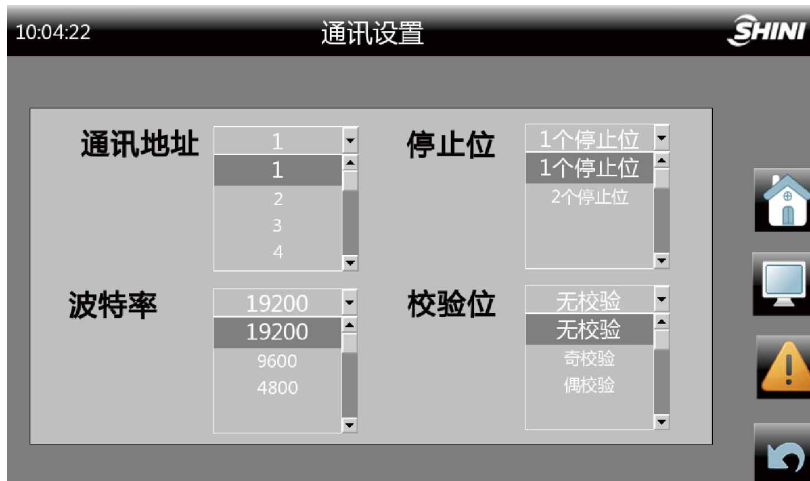 10:04:22 通讯设置 SHINI
通讯地址 1 停止位 1个停止位
1 1个停止位
2 2个停止位
3
4
波特率 19200 校验位 无校验
19200 无校验
9600 奇校验
4800 偶校验